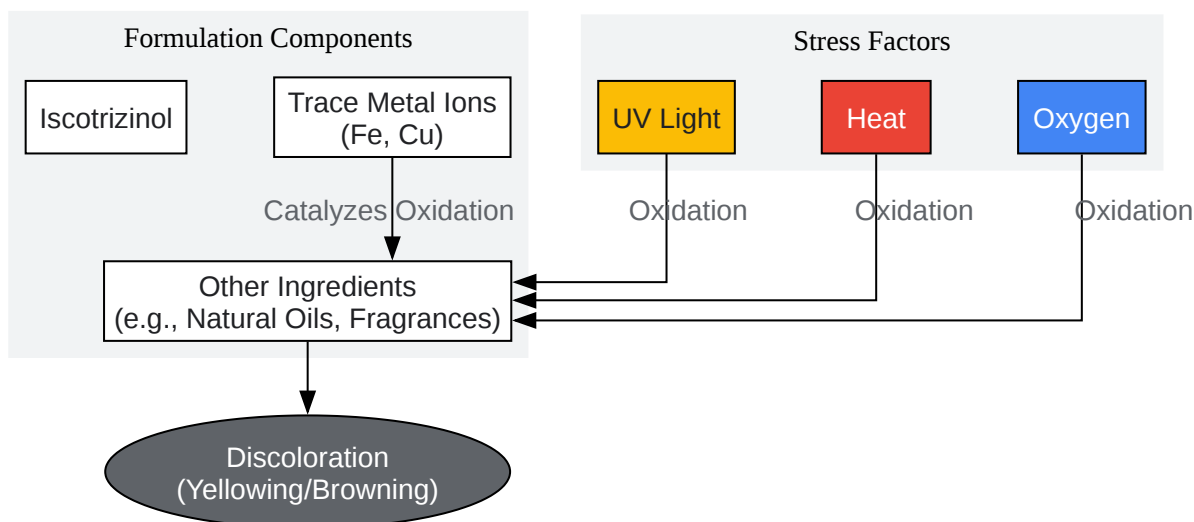 Formulation Components
Iscotrizinol
Trace Metal Ions
(Fe, Cu)
Catalyzes Oxidation
Other Ingredients
(e.g., Natural Oils, Fragrances)
Stress Factors
UV Light
Heat
Oxygen
Oxidation
Oxidation
Oxidation
Discoloration
(Yellowing/Browning)